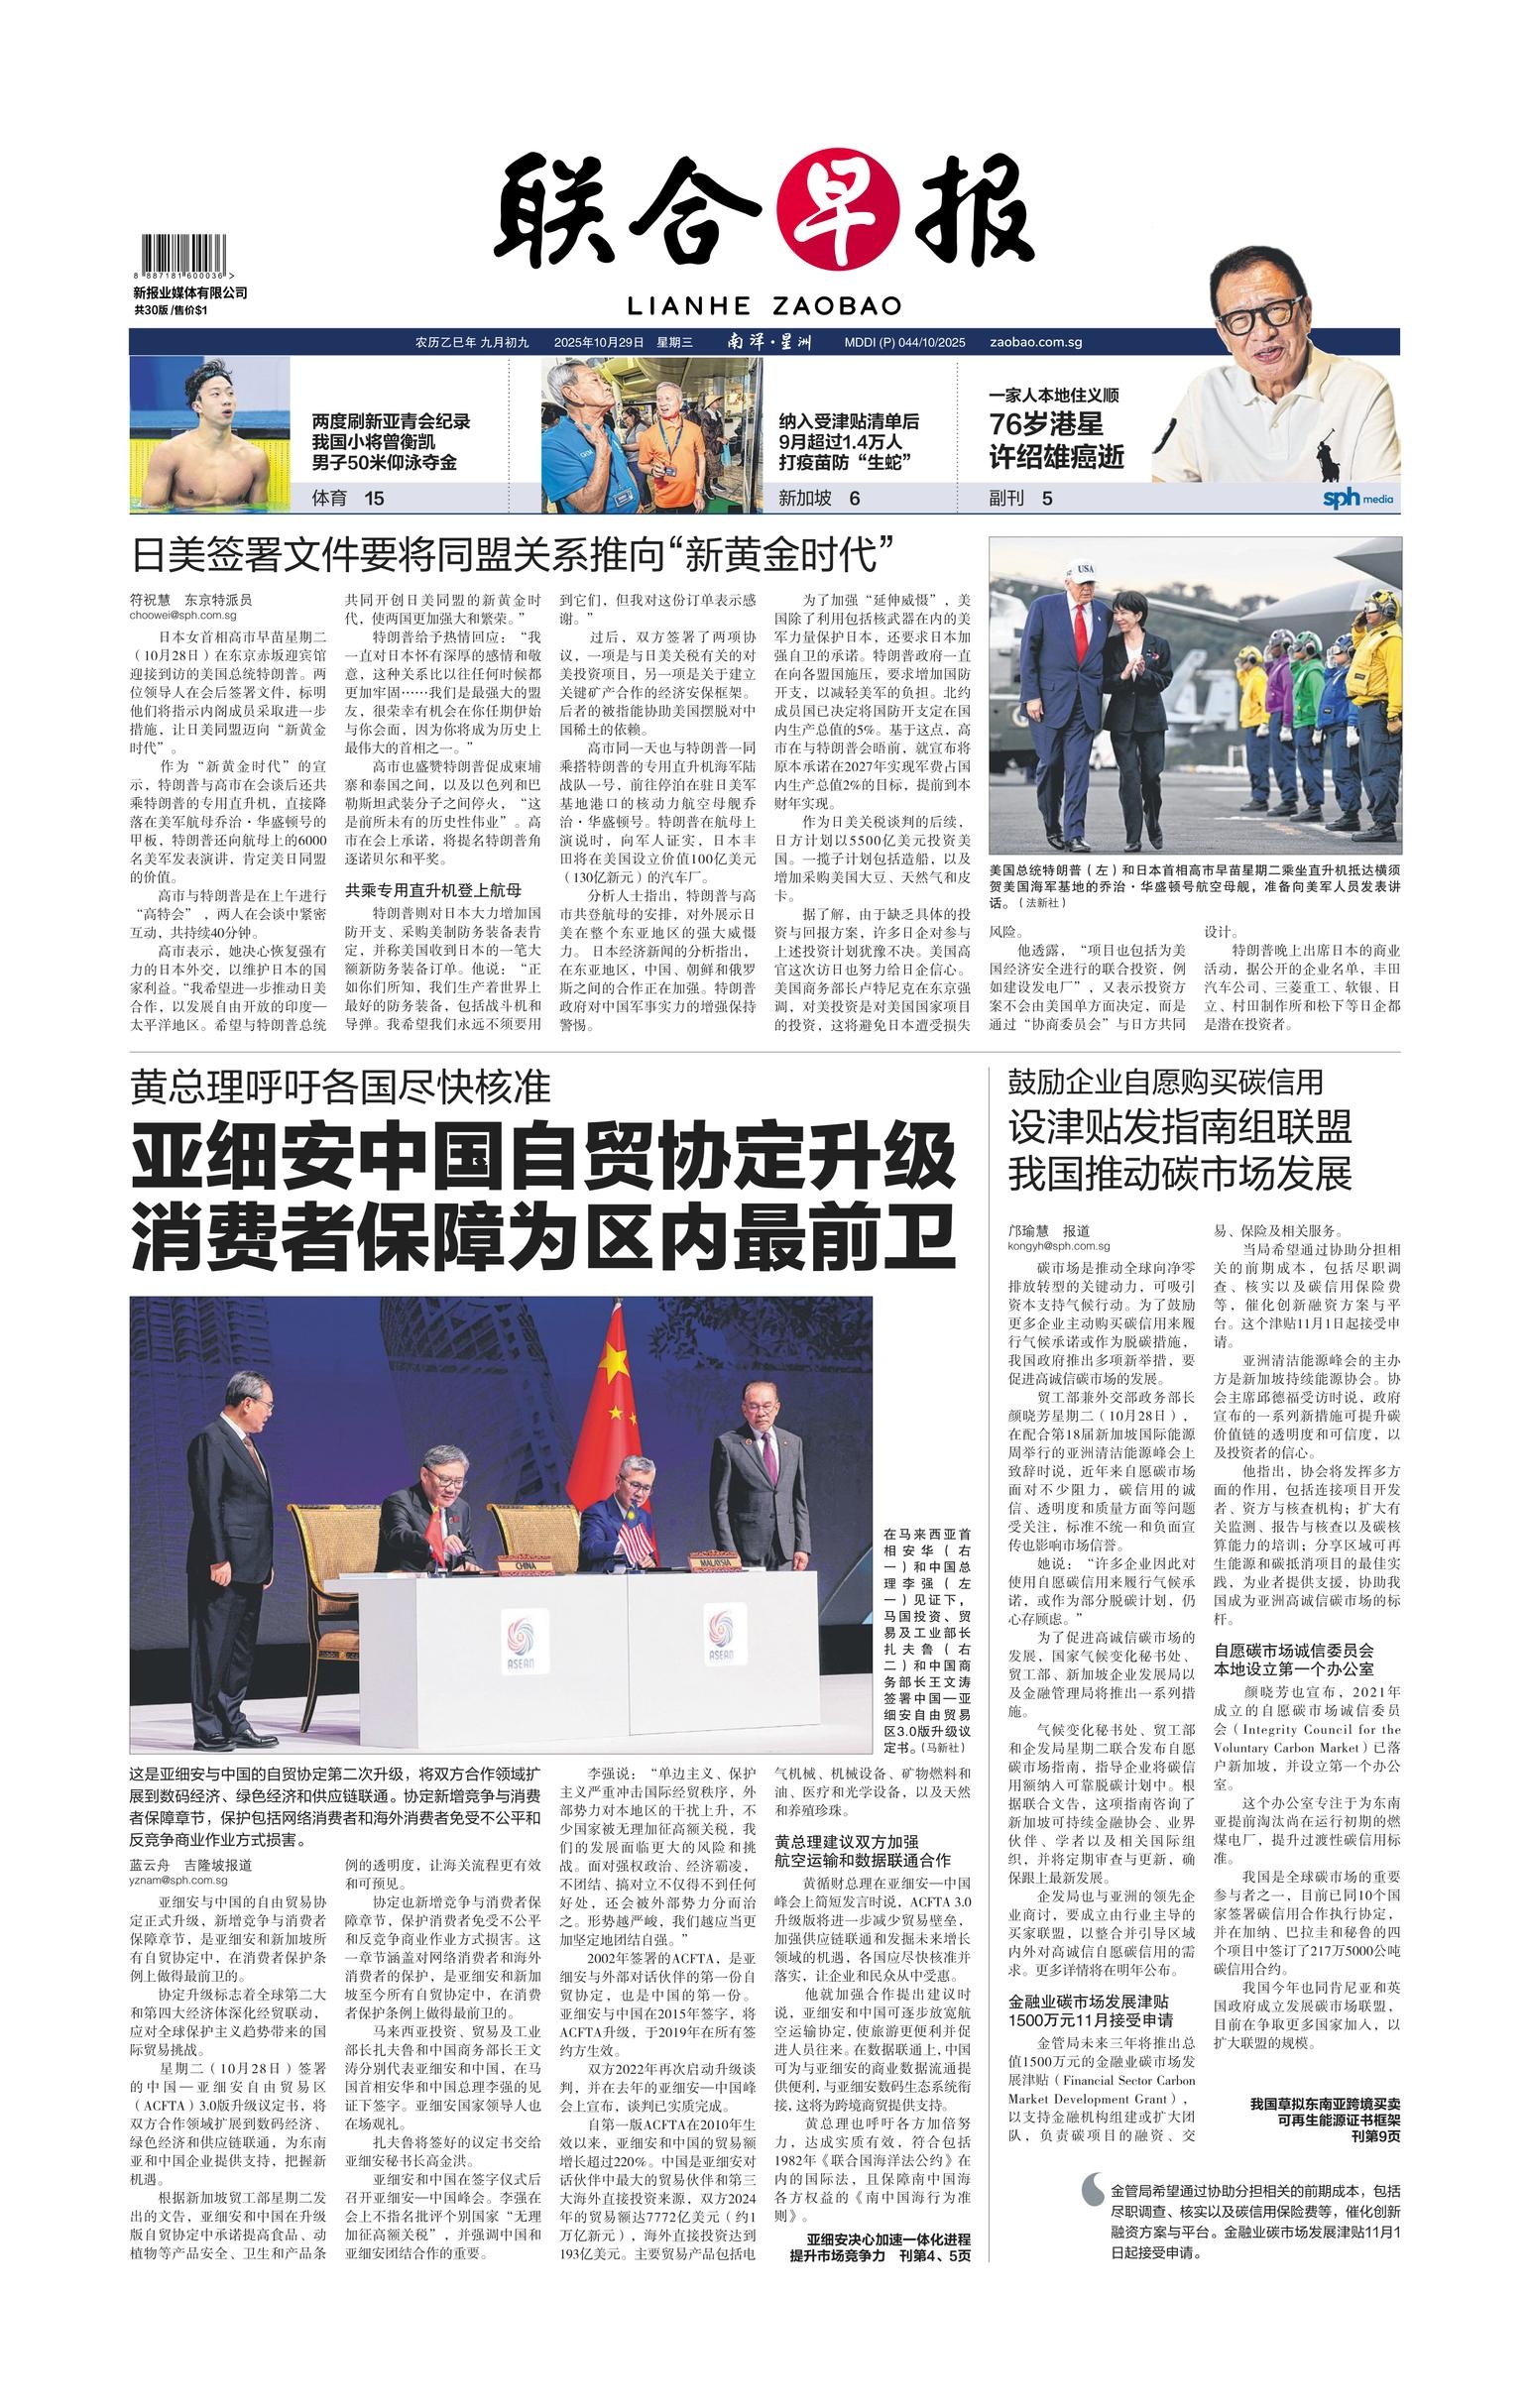 联合早报
LIANHE ZAOBAO
8 887181 600036 >
新报业媒体有限公司
共30版/售价$1
农历乙巳年 九月初九 2025年10月29日 星期三 南洋·星洲 MDDI (P) 044/10/2025 zaobao.com.sg
两度刷新亚青会纪录
我国小将曾衡凯
男子50米仰泳夺金
体育 15
纳入受津贴清单后
9月超过1.4万人
打疫苗防“生蛇”
新加坡 6
一家人本地住义顺
76岁港星
许绍雄癌逝
副刊 5
sph media
日美签署文件要将同盟关系推向“新黄金时代”
符祝慧 东京特派员
choowei@sph.com.sg
日本女首相高市早苗星期二
（10月28日）在东京赤坂迎宾馆
迎接到访的美国总统特朗普。两
位领导人在会后签署文件，标明
他们将指示内阁成员采取进一步
措施，让日美同盟迈向“新黄金
时代”。
作为“新黄金时代”的宣
示，特朗普与高市在会谈后还共
乘特朗普的专用直升机，直接降
落在美军航母乔治·华盛顿号的
甲板，特朗普还向航母上的6000
名美军发表演讲，肯定美日同盟
的价值。
高市与特朗普是在上午进行
“高特会”，两人在会谈中紧密
互动，共持续40分钟。
高市表示，她决心恢复强有
力的日本外交，以维护日本的国
家利益。“我希望进一步推动日美
合作，以发展自由开放的印度—
太平洋地区。希望与特朗普总统
共同开创日美同盟的新黄金时
代，使两国更加强大和繁荣。”
特朗普给予热情回应：“我
一直对日本怀有深厚的感情和敬
意，这种关系比以往任何时候都
更加牢固……我们是最强大的盟
友，很荣幸有机会在你任期伊始
与你会面，因为你将成为历史上
最伟大的首相之一。”
高市也盛赞特朗普促成柬埔
寨和泰国之间，以及以色列和巴
勒斯坦武装分子之间停火，“这
是前所未有的历史性伟业”。高
市在会上承诺，将提名特朗普角
逐诺贝尔和平奖。
共乘专用直升机登上航母
特朗普则对日本大力增加国
防开支、采购美制防务装备表肯
定，并称美国收到日本的一笔大
额新防务装备订单。他说：“正
如你们所知，我们生产着世界上
最好的防务装备，包括战斗机和
导弹。我希望我们永远不须要用
到它们，但我对这份订单表示感
谢。”
过后，双方签署了两项协
议，一项是与日美关税有关的对
美投资项目，另一项是关于建立
关键矿产合作的经济安保框架。
后者的被指能协助美国摆脱对中
国稀土的依赖。
高市同一天也与特朗普一同
乘搭特朗普的专用直升机海军陆
战队一号，前往停泊在驻日美军
基地港口的核动力航空母舰乔
治·华盛顿号。特朗普在航母上
演说时，向军人证实，日本丰
田将在美国设立价值100亿美元
（130亿新元）的汽车厂。
分析人士指出，特朗普与高
市共登航母的安排，对外展示日
美在整个东亚地区的强大威慑
力。 日本经济新闻的分析指出，
在东亚地区，中国、朝鲜和俄罗
斯之间的合作正在加强。特朗普
政府对中国军事实力的增强保持
警惕。
为了加强“延伸威慑”，美
国除了利用包括核武器在内的美
军力量保护日本，还要求日本加
强自卫的承诺。特朗普政府一直
在向各盟国施压，要求增加国防
开支，以减轻美军的负担。北约
成员国已决定将国防开支定在国
内生产总值的5%。基于这点，高
市在与特朗普会晤前，就宣布将
原本承诺在2027年实现军费占国
内生产总值2%的目标，提前到本
财年实现。
作为日美关税谈判的后续，
日方计划以5500亿美元投资美
国。一揽子计划包括造船，以及
增加采购美国大豆、天然气和皮
卡。
据了解，由于缺乏具体的投
资与回报方案，许多日企对参与
上述投资计划犹豫不决。美国高
官这次访日也努力给日企信心。
美国商务部长卢特尼克在东京强
调，对美投资是对美国国家项目
的投资，这将避免日本遭受损失
USA
美国总统特朗普（左）和日本首相高市早苗星期二乘坐直升机抵达横须
贺美国海军基地的乔治·华盛顿号航空母舰，准备向美军人员发表讲
话。（法新社）
风险。
他透露，“项目也包括为美
国经济安全进行的联合投资，例
如建设发电厂”，又表示投资方
案不会由美国单方面决定，而是
通过“协商委员会”与日方共同
设计。
特朗普晚上出席日本的商业
活动，据公开的企业名单，丰田
汽车公司、三菱重工、软银、日
立、村田制作所和松下等日企都
是潜在投资者。
黄总理呼吁各国尽快核准
亚细安中国自贸协定升级
消费者保障为区内最前卫
CHINA
MALAYSIA
ASEAN
ASEAN
在马来西亚首
相安华（右
一）和中国总
理李强（左
一）见证下，
马国投资、贸
易及工业部长
扎夫鲁（右
二）和中国商
务部长王文涛
签署中国—亚
细安自由贸易
区3.0版升级议
定书。（马新社）
这是亚细安与中国的自贸协定第二次升级，将双方合作领域扩
展到数码经济、绿色经济和供应链联通。协定新增竞争与消费
者保障章节，保护包括网络消费者和海外消费者免受不公平和
反竞争商业作业方式损害。
蓝云舟 吉隆坡报道
yznam@sph.com.sg
亚细安与中国的自由贸易协
定正式升级，新增竞争与消费者
保障章节，是亚细安和新加坡所
有自贸协定中，在消费者保护条
例上做得最前卫的。
协定升级标志着全球第二大
和第四大经济体深化经贸联动，
应对全球保护主义趋势带来的国
际贸易挑战。
星期二（10月28日）签署
的中国—亚细安自由贸易区
（ACFTA）3.0版升级议定书，将
双方合作领域扩展到数码经济、
绿色经济和供应链联通，为东南
亚和中国企业提供支持，把握新
机遇。
根据新加坡贸工部星期二发
出的文告，亚细安和中国在升级
版自贸协定中承诺提高食品、动
植物等产品安全、卫生和产品条
例的透明度，让海关流程更有效
和可预见。
协定也新增竞争与消费者保
障章节，保护消费者免受不公平
和反竞争商业作业方式损害。这
一章节涵盖对网络消费者和海外
消费者的保护，是亚细安和新加
坡至今所有自贸协定中，在消费
者保护条例上做得最前卫的。
马来西亚投资、贸易及工业
部长扎夫鲁和中国商务部长王文
涛分别代表亚细安和中国，在马
国首相安华和中国总理李强的见
证下签字。亚细安国家领导人也
在场观礼。
扎夫鲁将签好的议定书交给
亚细安秘书长高金洪。
亚细安和中国在签字仪式后
召开亚细安—中国峰会。李强在
会上不指名批评个别国家“无理
加征高额关税”，并强调中国和
亚细安团结合作的重要。
李强说：“单边主义、保护
主义严重冲击国际经贸秩序，外
部势力对本地区的干扰上升，不
少国家被无理加征高额关税，我
们的发展面临更大的风险和挑
战。面对强权政治、经济霸凌，
不团结、搞对立不仅得不到任何
好处，还会被外部势力分而治
之。形势越严峻，我们越应当更
加坚定地团结自强。”
2002年签署的ACFTA，是亚
细安与外部对话伙伴的第一份自
贸协定，也是中国的第一份。
亚细安与中国在2015年签字，将
ACFTA升级，于2019年在所有签
约方生效。
双方2022年再次启动升级谈
判，并在去年的亚细安—中国峰
会上宣布，谈判已实质完成。
自第一版ACFTA在2010年生
效以来，亚细安和中国的贸易额
增长超过220%。中国是亚细安对
话伙伴中最大的贸易伙伴和第三
大海外直接投资来源，双方2024
年的贸易额达7772亿美元（约1
万亿新元），海外直接投资达到
193亿美元。主要贸易产品包括电
气机械、机械设备、矿物燃料和
油、医疗和光学设备，以及天然
和养殖珍珠。
黄总理建议双方加强
航空运输和数据联通合作
黄循财总理在亚细安—中国
峰会上简短发言时说，ACFTA 3.0
升级版将进一步减少贸易壁垒，
加强供应链联通和发掘未来增长
领域的机遇，各国应尽快核准并
落实，让企业和民众从中受惠。
他就加强合作提出建议时
说，亚细安和中国可逐步放宽航
空运输协定，使旅游更便利并促
进人员往来。在数据联通上，中国
可为与亚细安的商业数据流通提
供便利，与亚细安数码生态系统衔
接，这将为跨境商贸提供支持。
黄总理也呼吁各方加倍努
力，达成实质有效，符合包括
1982年《联合国海洋法公约》在
内的国际法，且保障南中国海
各方权益的《南中国海行为准
则》。
亚细安决心加速一体化进程
提升市场竞争力 刊第4、5页
鼓励企业自愿购买碳信用
设津贴发指南组联盟
我国推动碳市场发展
邝瑜慧 报道
kongyh@sph.com.sg
碳市场是推动全球向净零
排放转型的关键动力，可吸引
资本支持气候行动。为了鼓励
更多企业主动购买碳信用来履
行气候承诺或作为脱碳措施，
我国政府推出多项新举措，要
促进高诚信碳市场的发展。
贸工部兼外交部政务部长
颜晓芳星期二（10月28日），
在配合第18届新加坡国际能源
周举行的亚洲清洁能源峰会上
致辞时说，近年来自愿碳市场
面对不少阻力，碳信用的诚
信、透明度和质量方面等问题
受关注，标准不统一和负面宣
传也影响市场信誉。
她说：“许多企业因此对
使用自愿碳信用来履行气候承
诺，或作为部分脱碳计划，仍
心存顾虑。”
为了促进高诚信碳市场的
发展，国家气候变化秘书处、
贸工部、新加坡企业发展局以
及金融管理局将推出一系列措
施。
气候变化秘书处、贸工部
和企发局星期二联合发布自愿
碳市场指南，指导企业将碳信
用额纳入可靠脱碳计划中。根
据联合文告，这项指南咨询了
新加坡可持续金融协会、业界
伙伴、学者以及相关国际组
织，并将定期审查与更新，确
保跟上最新发展。
企发局也与亚洲的领先企
业商讨，要成立由行业主导的
买家联盟，以整合并引导区域
内外对高诚信自愿碳信用的需
求。更多详情将在明年公布。
金融业碳市场发展津贴
1500万元11月接受申请
金管局未来三年将推出总
值1500万元的金融业碳市场发
展津贴（Financial Sector Carbon
Market Development Grant），
以支持金融机构组建或扩大团
队，负责碳项目的融资、交
易、保险及相关服务。
当局希望通过协助分担相
关的前期成本，包括尽职调
查、核实以及碳信用保险费
等，催化创新融资方案与平
台。这个津贴11月1日起接受申
请。
亚洲清洁能源峰会的主办
方是新加坡持续能源协会。协
会主席邱德福受访时说，政府
宣布的一系列新措施可提升碳
价值链的透明度和可信度，以
及投资者的信心。
他指出，协会将发挥多方
面的作用，包括连接项目开发
者、资方与核查机构；扩大有
关监测、报告与核查以及碳核
算能力的培训；分享区域可再
生能源和碳抵消项目的最佳实
践，为业者提供支援，协助我
国成为亚洲高诚信碳市场的标
杆。
自愿碳市场诚信委员会
本地设立第一个办公室
颜晓芳也宣布，2021年
成立的自愿碳市场诚信委员
会（Integrity Council for the
Voluntary Carbon Market）已落
户新加坡，并设立第一个办公
室。
这个办公室专注于为东南
亚提前淘汰尚在运行初期的燃
煤电厂，提升过渡性碳信用标
准。
我国是全球碳市场的重要
参与者之一，目前已同10个国
家签署碳信用合作执行协定，
并在加纳、巴拉圭和秘鲁的四
个项目中签订了217万5000公吨
碳信用合约。
我国今年也同肯尼亚和英
国政府成立发展碳市场联盟，
目前在争取更多国家加入，以
扩大联盟的规模。
我国草拟东南亚跨境买卖
可再生能源证书框架
刊第9页
金管局希望通过协助分担相关的前期成本，包括
尽职调查、核实以及碳信用保险费等，催化创新
融资方案与平台。金融业碳市场发展津贴11月1
日起接受申请。